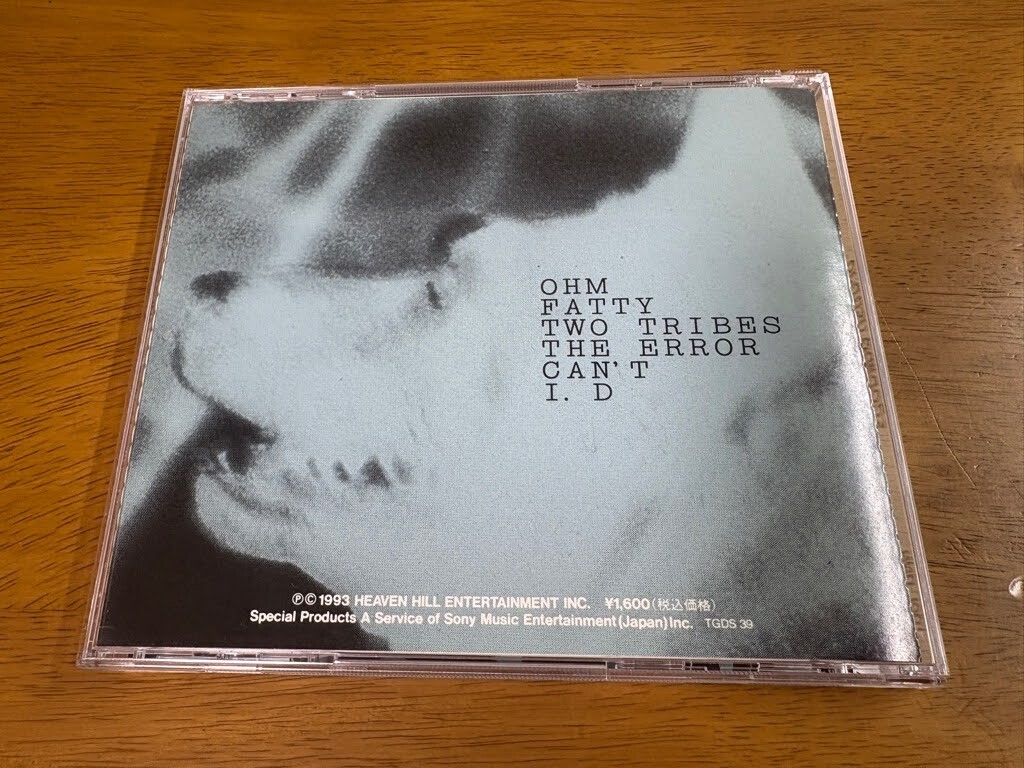 OHM
FATTY
TWO TRIBES
THE ERROR
CAN'T
I. D
℗© 1993 HEAVEN HILL ENTERTAINMENT INC. ¥1,600(税込価格)
Special Products A Service of Sony Music Entertainment(Japan)Inc. TGDS 39